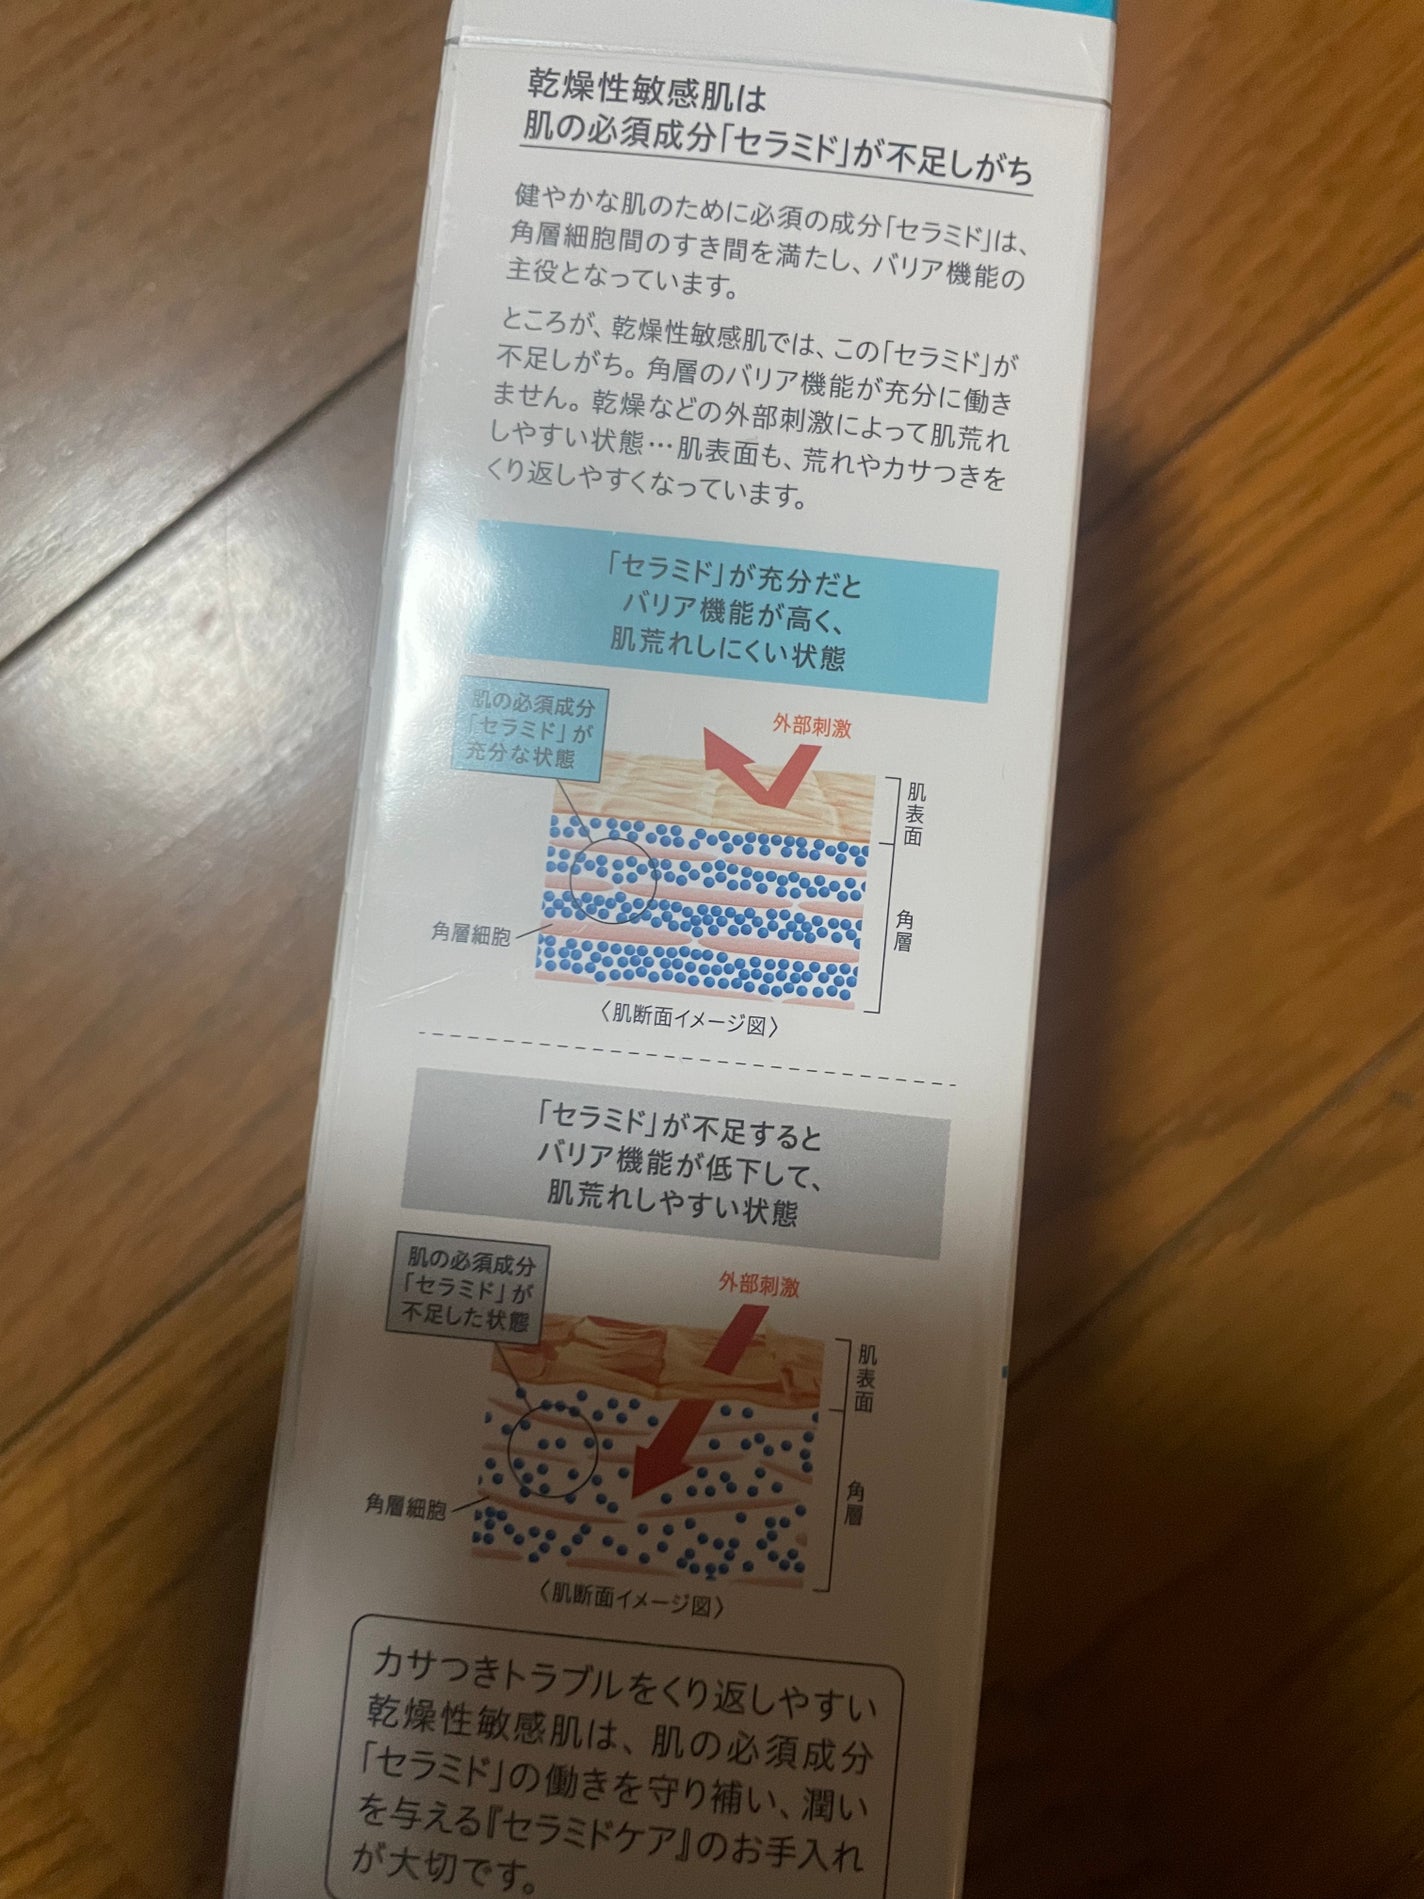 乾燥性敏感肌は
肌の必須成分「セラミド」が不足しがち
健やかな肌のために必須の成分「セラミド」は、
角層細胞間のすき間を満たし、バリア機能の
主役となっています。
ところが、乾燥性敏感肌では、この「セラミド」が
不足しがち。角層のバリア機能が充分に働き
ません。乾燥などの外部刺激によって肌荒れ
しやすい状態…肌表面も、荒れやカサつきを
くり返しやすくなっています。
「セラミド」が充分だと
バリア機能が高く、
肌荒れしにくい状態
肌の必須成分
「セラミド」が
充分な状態
外部刺激
肌表面
角層
角層細胞
〈肌断面イメージ図〉
「セラミド」が不足すると
バリア機能が低下して、
肌荒れしやすい状態
肌の必須成分
「セラミド」が
不足した状態
外部刺激
肌表面
角層
角層細胞
〈肌断面イメージ図〉
カサつきトラブルをくり返しやすい
乾燥性敏感肌は、肌の必須成分
「セラミド」の働きを守り補い、潤い
を与える『セラミドケア』のお手入れ
が大切です。